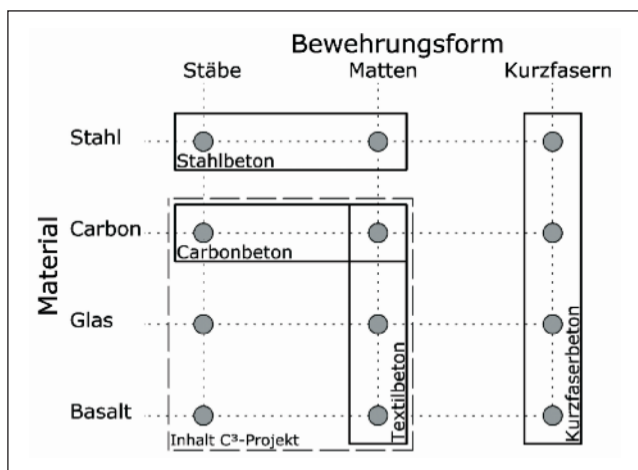 Bewehrungsform
Stäbe Matten Kurzfasern
Material
Stahl
Stahlbeton
Carbon
Carbonbeton
Glas
Basalt
Inhalt C³-Projekt
Textilbeton
Kurzfaserbeton